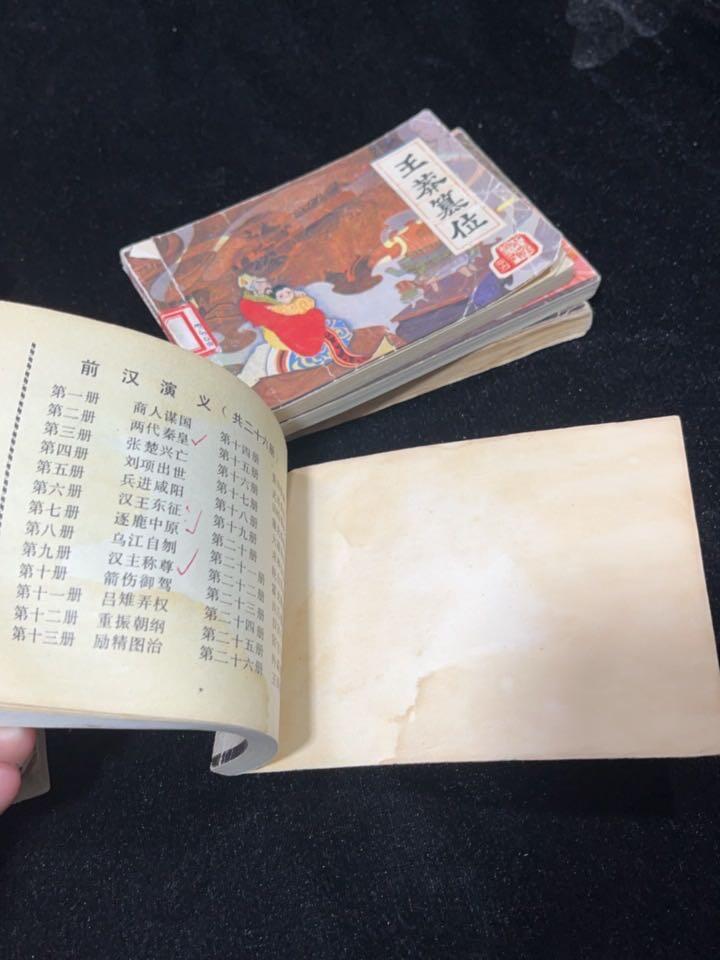 王莽篡位
前汉演义（共二十六册
第一册 商人谋国 第十四册
第二册 两代秦皇 第十五册
第三册 张楚兴亡 第十六册
第四册 刘项出世 第十七册
第五册 兵进咸阳 第十八册
第六册 汉王东征 第十九册
第七册 逐鹿中原 第二十册
第八册 乌江自刎 第二十一册
第九册 汉主称尊 第二十二册
第十册 箭伤御驾 第二十三册
第十一册 吕雉弄权 第二十四册
第十二册 重振朝纲 第二十五册
第十三册 励精图治 第二十六册